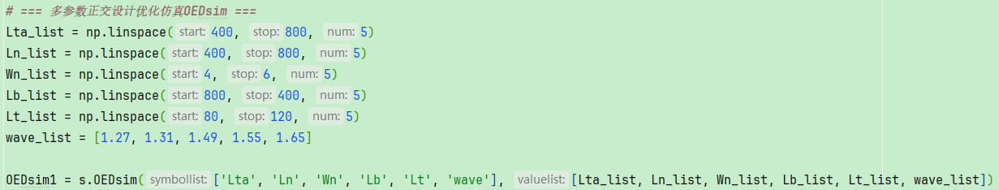 # === 多参数正交设计优化仿真OEDsim ===
Lta_list = np.linspace( start: 400, stop: 800, num: 5)
Ln_list = np.linspace( start: 400, stop: 800, num: 5)
Wn_list = np.linspace( start: 4, stop: 6, num: 5)
Lb_list = np.linspace( start: 800, stop: 400, num: 5)
Lt_list = np.linspace( start: 80, stop: 120, num: 5)
wave_list = [1.27, 1.31, 1.49, 1.55, 1.65]
OEDsim1 = s.OEDsim( symbollist: ['Lta', 'Ln', 'Wn', 'Lb', 'Lt', 'wave'], valuelist: [Lta_list, Ln_list, Wn_list, Lb_list, Lt_list, wave_list])